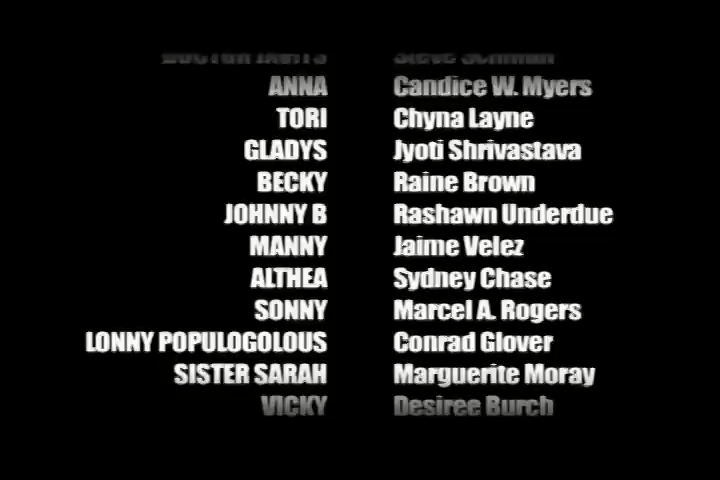 ANNA Candice W. Myers
TORI Chyna Layne
GLADYS Jyoti Shrivastava
BECKY Raine Brown
JOHNNY B Rashawn Underdue
MANNY Jaime Velez
ALTHEA Sydney Chase
SONNY Marcel A. Rogers
LONNY POPULOGOLOUS Conrad Glover
SISTER SARAH Marguerite Moray
VICKY Desiree Burch